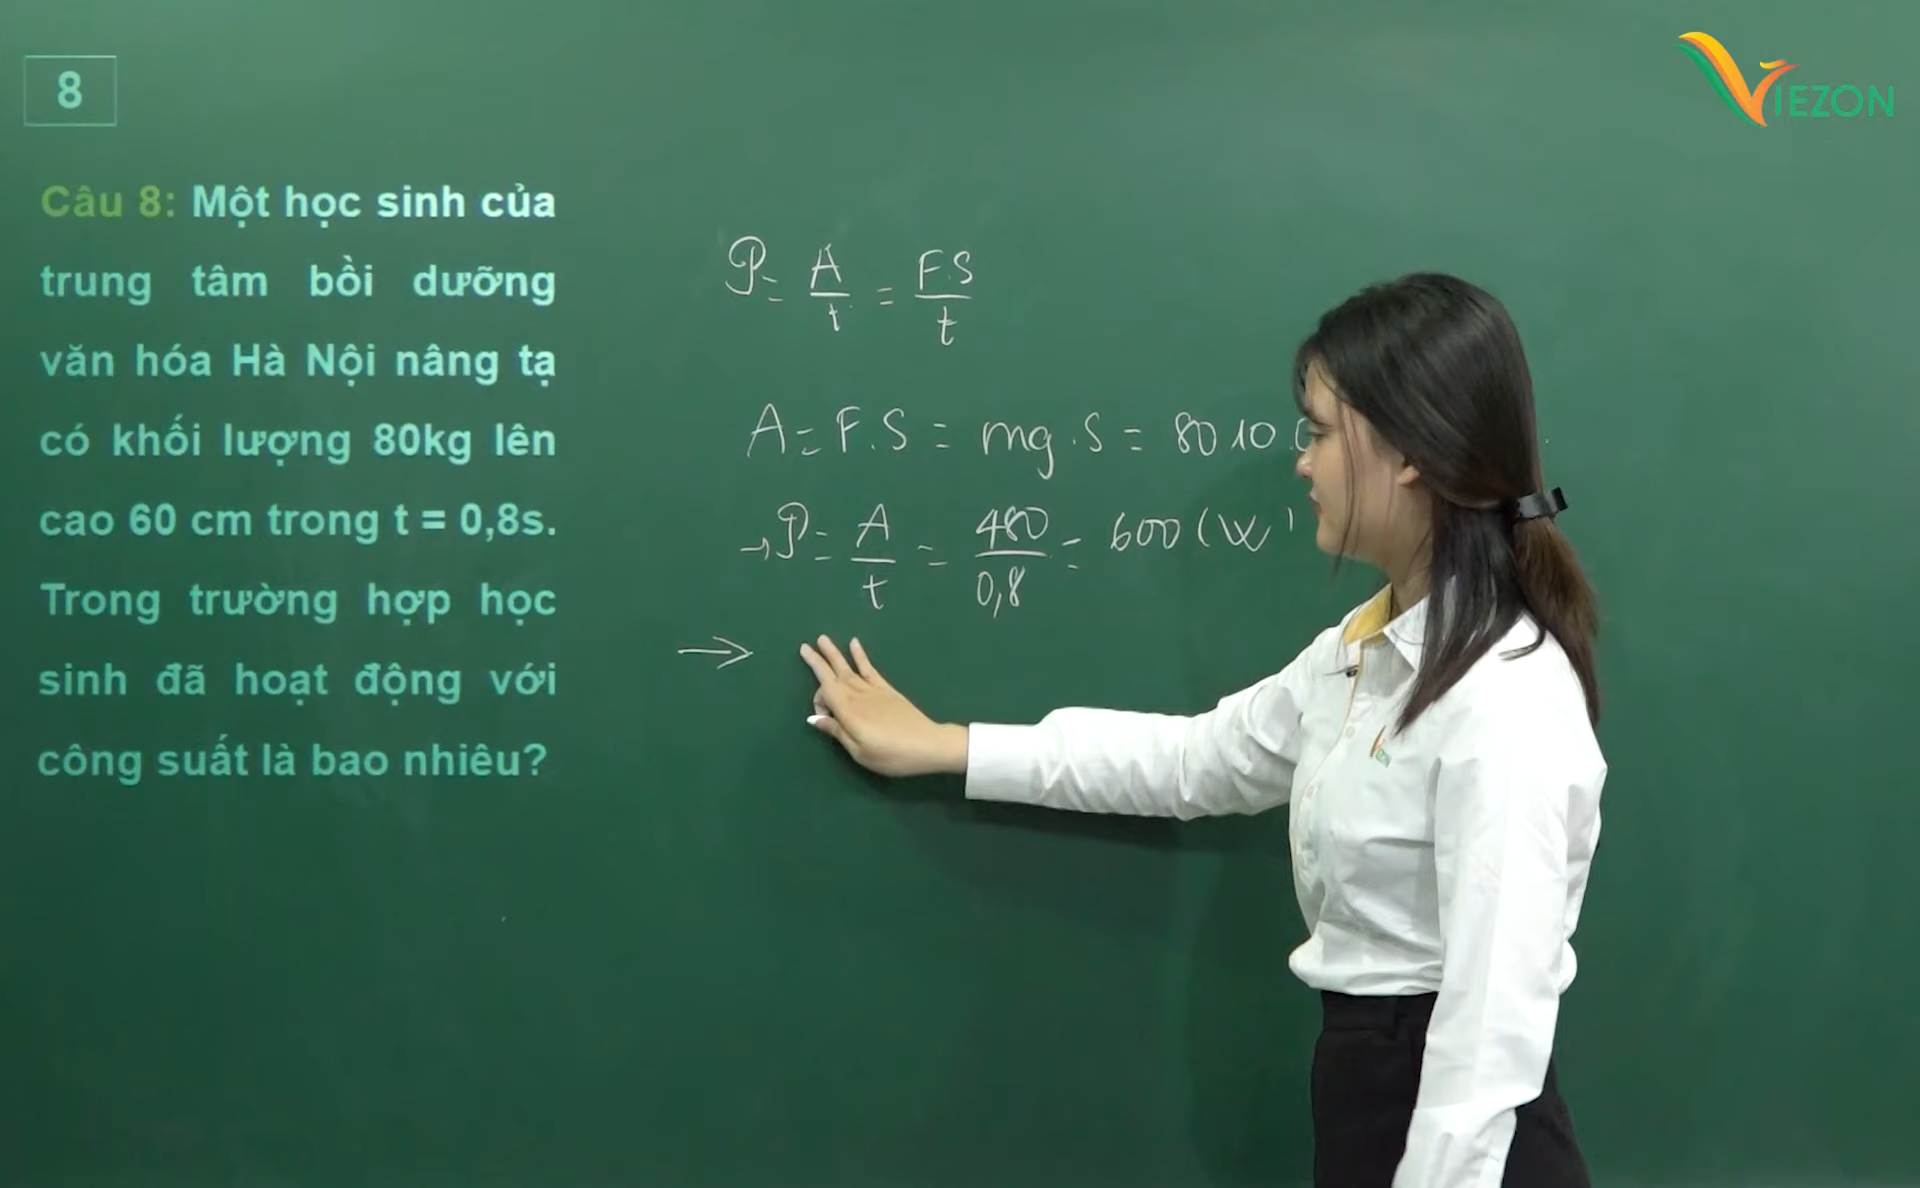 VIEZON
8
Câu 8: Một học sinh của
trung tâm bồi dưỡng
văn hóa Hà Nội nâng tạ
có khối lượng 80kg lên
cao 60 cm trong t = 0,8s.
Trong trường hợp học
sinh đã hoạt động với
công suất là bao nhiêu?
P = A/t = F.S/t
A = F.S = mg.S = 80.10.
→ P = A/t = 480/0,8 = 600 (W)
→